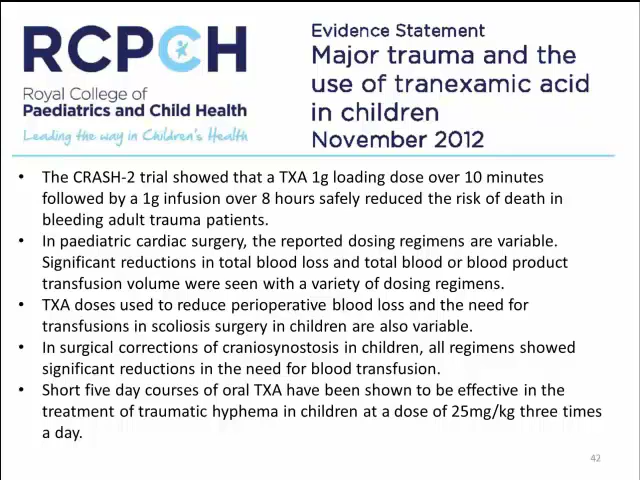 RCPCH
Royal College of
Paediatrics and Child Health
Leading the way in Children's Health
Evidence Statement
Major trauma and the
use of tranexamic acid
in children
November 2012
• The CRASH-2 trial showed that a TXA 1g loading dose over 10 minutes
followed by a 1g infusion over 8 hours safely reduced the risk of death in
bleeding adult trauma patients.
• In paediatric cardiac surgery, the reported dosing regimens are variable.
Significant reductions in total blood loss and total blood or blood product
transfusion volume were seen with a variety of dosing regimens.
• TXA doses used to reduce perioperative blood loss and the need for
transfusions in scoliosis surgery in children are also variable.
• In surgical corrections of craniosynostosis in children, all regimens showed
significant reductions in the need for blood transfusion.
• Short five day courses of oral TXA have been shown to be effective in the
treatment of traumatic hyphema in children at a dose of 25mg/kg three times
a day.
42